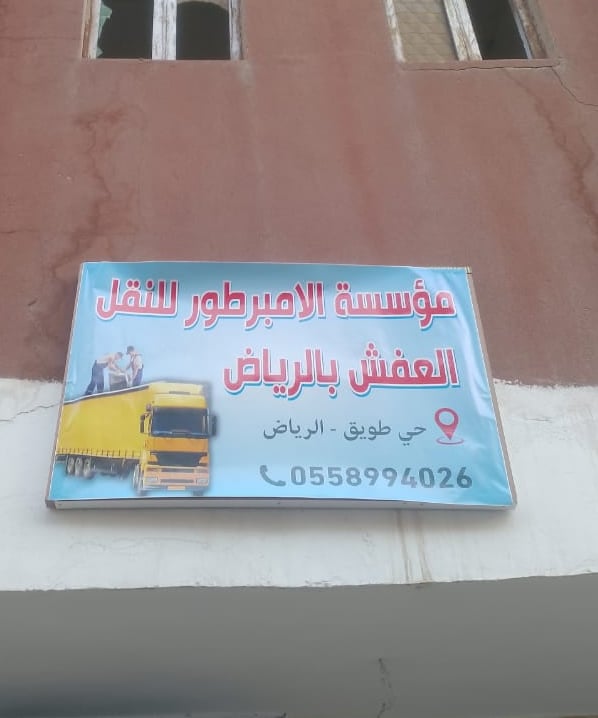 مؤسسة الامبرطور للنقل
العفش بالرياض
حي طويق - الرياض
0558994026